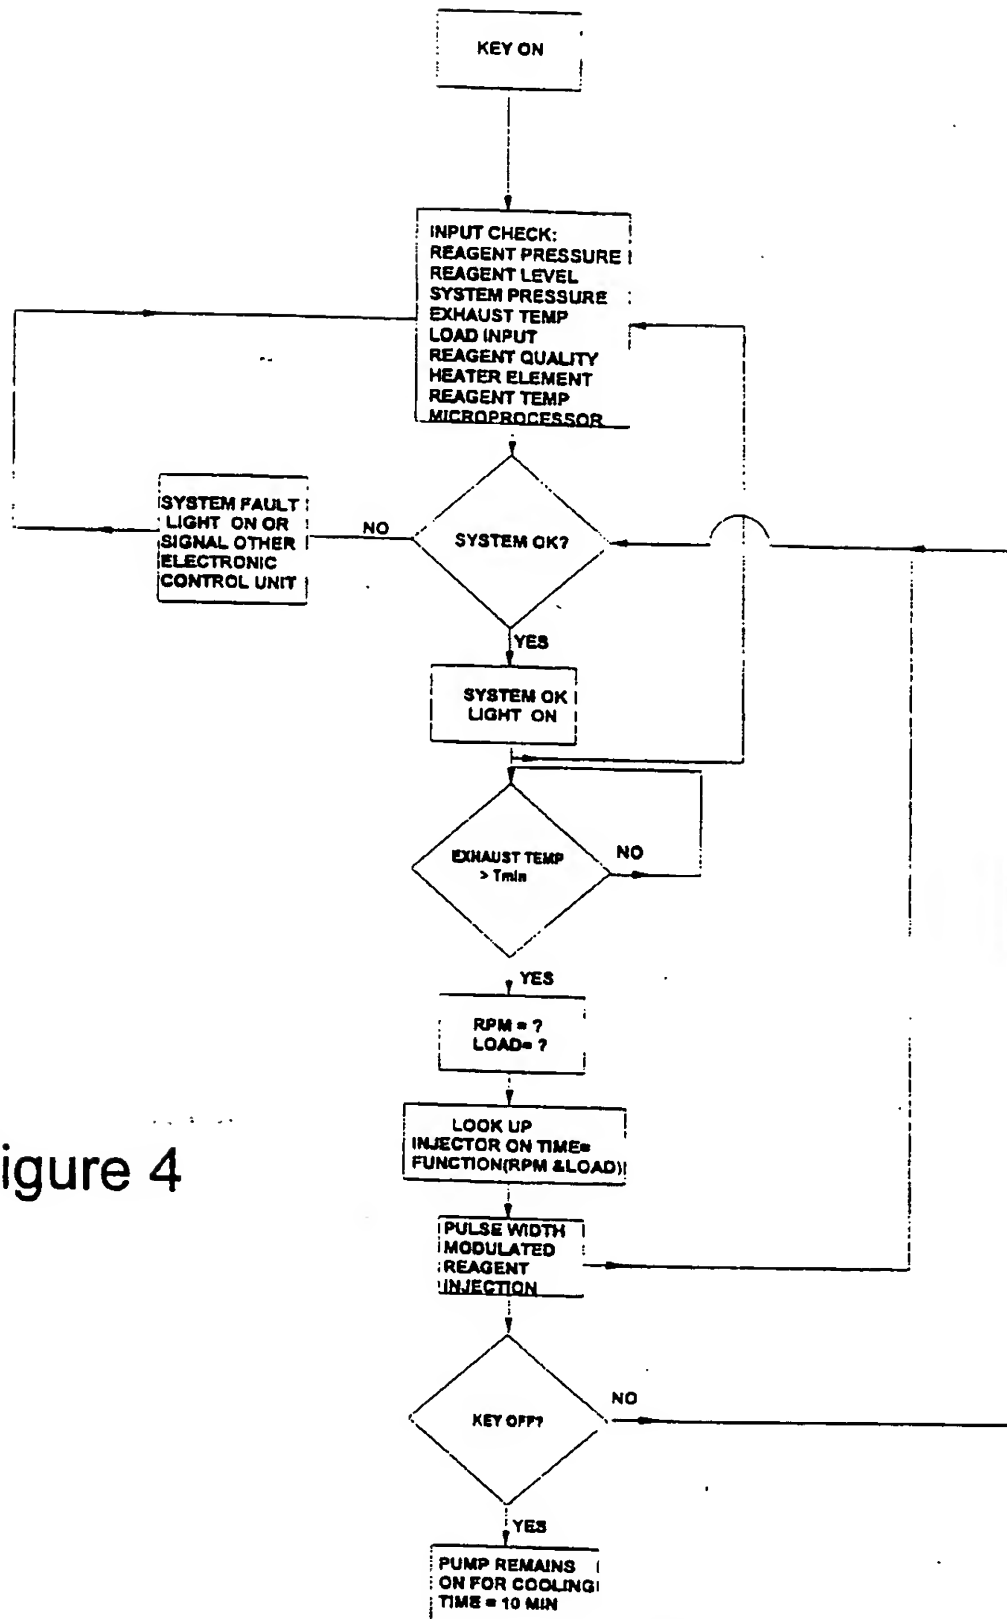 KEY ON
INPUT CHECK:
REAGENT PRESSURE
REAGENT LEVEL
SYSTEM PRESSURE
EXHAUST TEMP
LOAD INPUT
REAGENT QUALITY
HEATER ELEMENT
REAGENT TEMP
MICROPROCESSOR
SYSTEM FAULT
LIGHT ON OR
SIGNAL OTHER
ELECTRONIC
CONTROL UNIT
NO
SYSTEM OK?
YES
SYSTEM OK
LIGHT ON
EXHAUST TEMP
> Tmin
NO
YES
RPM = ?
LOAD= ?
LOOK UP
INJECTOR ON TIME=
FUNCTION(RPM &LOAD)
igure 4
PULSE WIDTH
MODULATED
REAGENT
INJECTION
KEY OFF?
NO
YES
PUMP REMAINS
ON FOR COOLING
TIME = 10 MIN